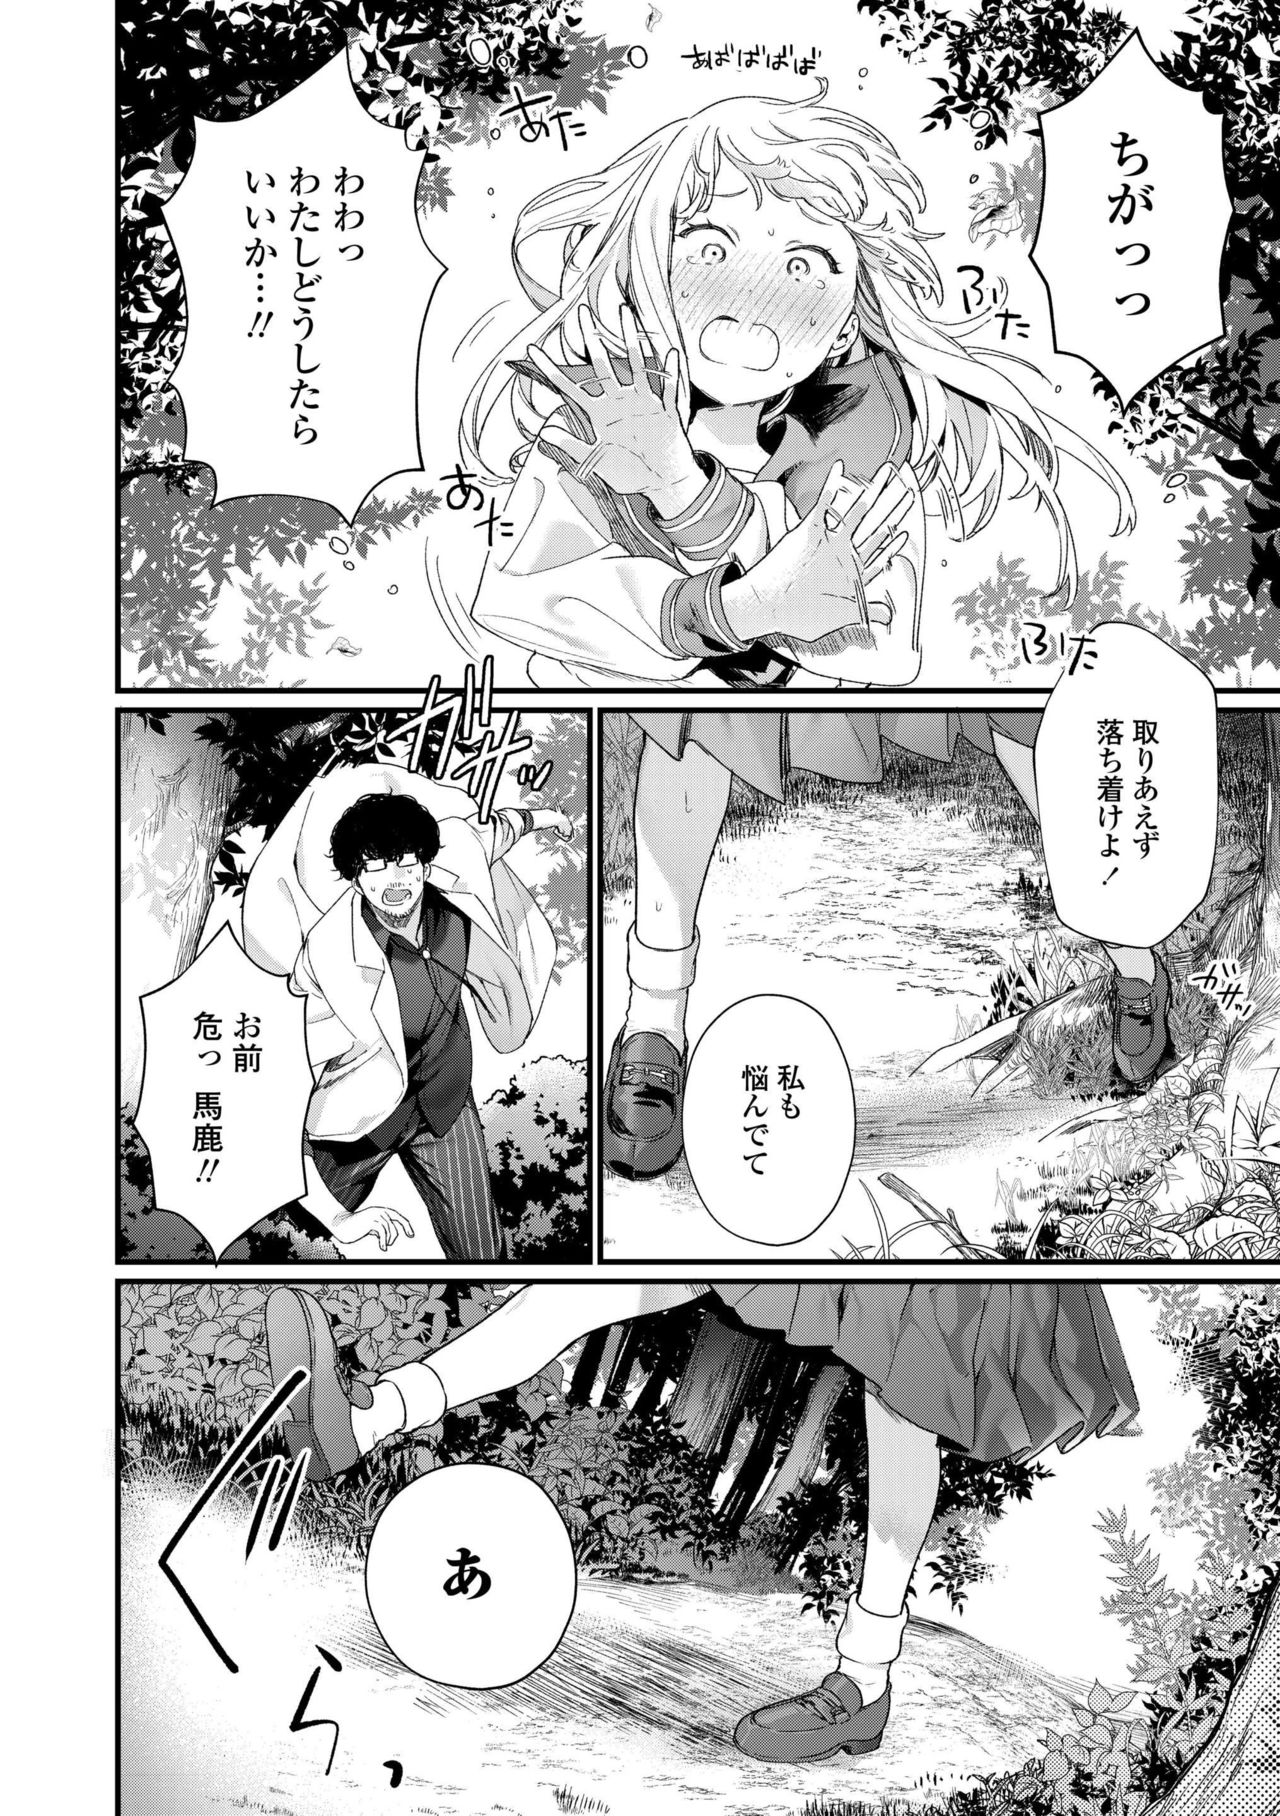 ちがっっ
あばばばば
ふた
あた
わわっ
わたしどうしたら
いいか…!!
あた
ふた
取りあえず
落ち着けよ！
ガサッ
私も
悩んでて
ガサッ
お前
危っ 馬鹿!!
あ
ぐらっ